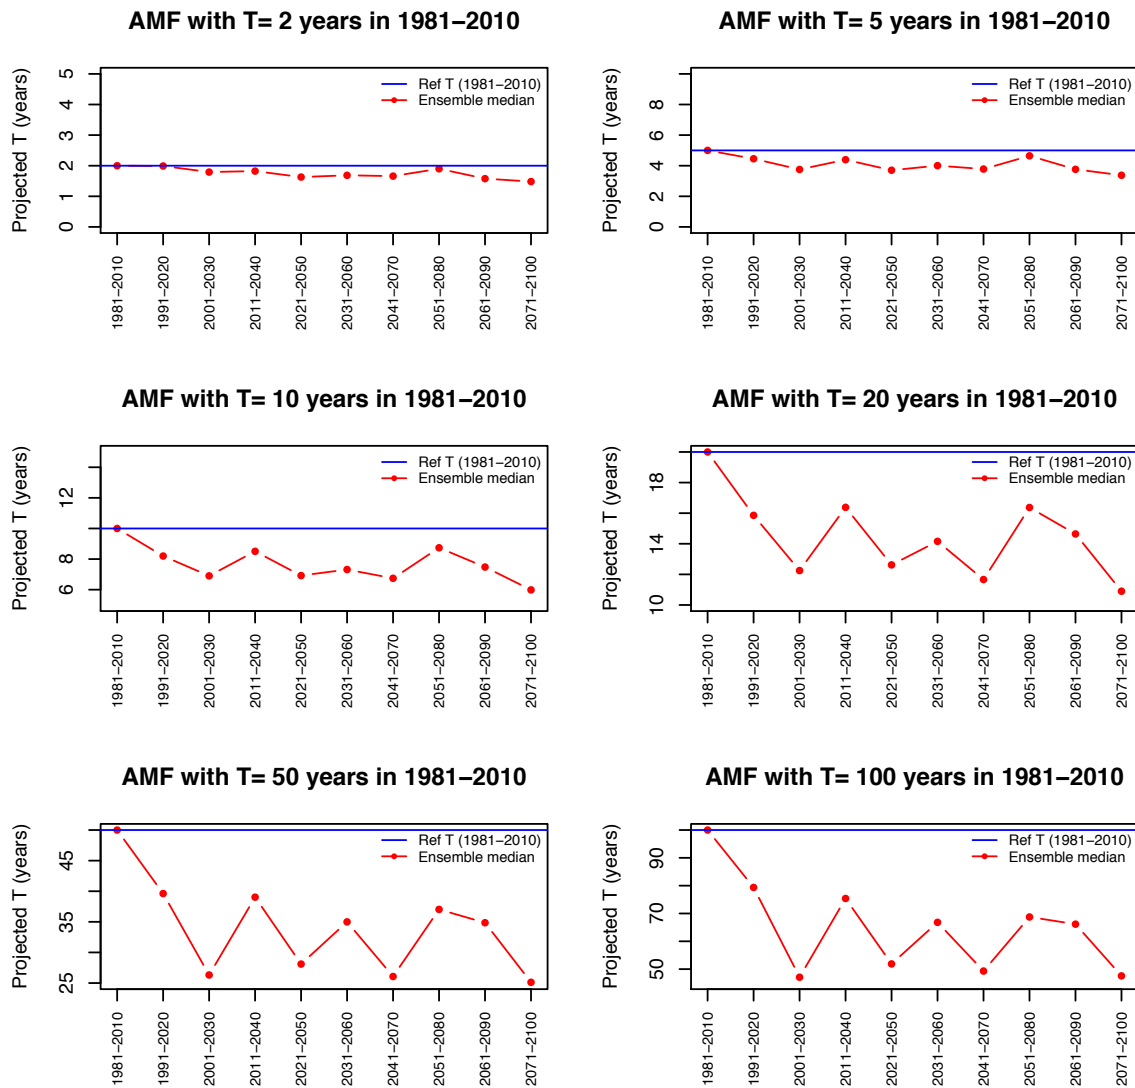 AMF with T= 2 years in 1981−2010
Projected T (years)
0 1 2 3 4 5
Ref T (1981−2010)
Ensemble median
1981−2010 1991−2020 2001−2030 2011−2040 2021−2050 2031−2060 2041−2070 2051−2080 2061−2090 2071−2100
AMF with T= 5 years in 1981−2010
Projected T (years)
0 2 4 6 8
Ref T (1981−2010)
Ensemble median
1981−2010 1991−2020 2001−2030 2011−2040 2021−2050 2031−2060 2041−2070 2051−2080 2061−2090 2071−2100
AMF with T= 10 years in 1981−2010
Projected T (years)
6 8 12
Ref T (1981−2010)
Ensemble median
1981−2010 1991−2020 2001−2030 2011−2040 2021−2050 2031−2060 2041−2070 2051−2080 2061−2090 2071−2100
AMF with T= 20 years in 1981−2010
Projected T (years)
10 14 18
Ref T (1981−2010)
Ensemble median
1981−2010 1991−2020 2001−2030 2011−2040 2021−2050 2031−2060 2041−2070 2051−2080 2061−2090 2071−2100
AMF with T= 50 years in 1981−2010
Projected T (years)
25 35 45
Ref T (1981−2010)
Ensemble median
1981−2010 1991−2020 2001−2030 2011−2040 2021−2050 2031−2060 2041−2070 2051−2080 2061−2090 2071−2100
AMF with T= 100 years in 1981−2010
Projected T (years)
50 70 90
Ref T (1981−2010)
Ensemble median
1981−2010 1991−2020 2001−2030 2011−2040 2021−2050 2031−2060 2041−2070 2051−2080 2061−2090 2071−2100